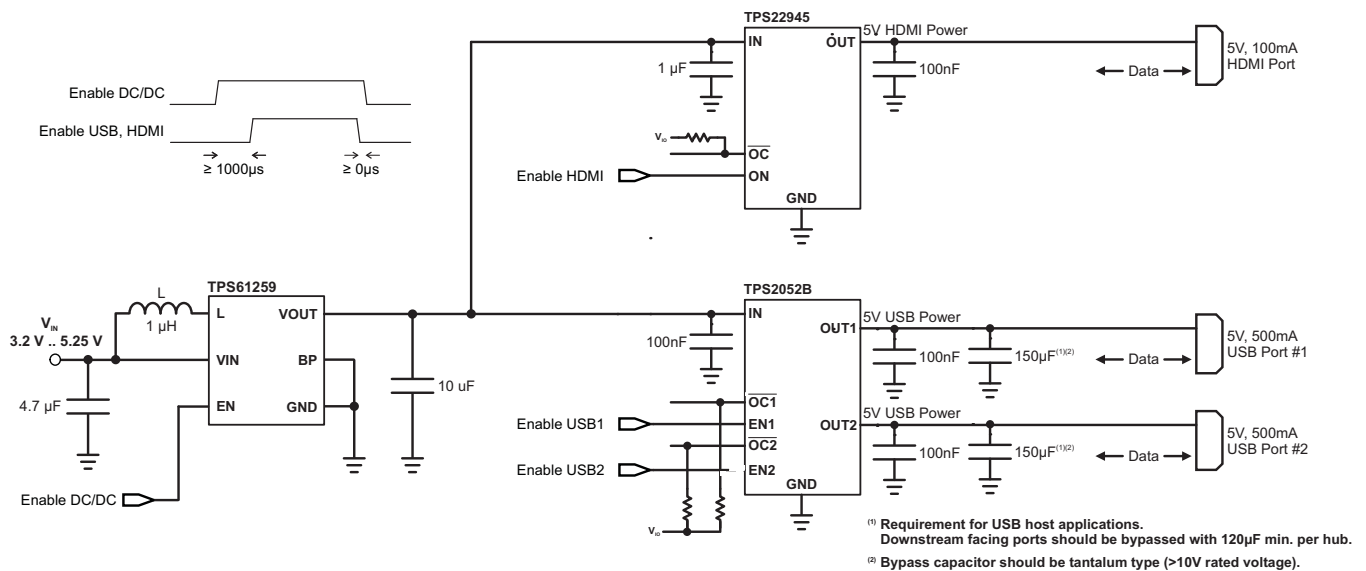 TPS22945
IN
OUT
5V HDMI Power
1 µF
100nF
Data
5V, 100mA
HDMI Port
Enable DC/DC
Enable USB, HDMI
≥ 1000µs
≥ 0µs
VIO
OC
Enable HDMI
ON
GND
TPS61259
L
1 µH
L
VOUT
VIN
3.2 V .. 5.25 V
VIN
BP
4.7 µF
EN
GND
10 uF
Enable DC/DC
TPS2052B
IN
100nF
5V USB Power
OUT1
100nF
150µF(1)(2)
Data
5V, 500mA
USB Port #1
OC1
Enable USB1
EN1
OC2
Enable USB2
EN2
5V USB Power
OUT2
100nF
150µF(1)(2)
Data
5V, 500mA
USB Port #2
GND
VIO
(1) Requirement for USB host applications.
Downstream facing ports should be bypassed with 120µF min. per hub.
(2) Bypass capacitor should be tantalum type (>10V rated voltage).